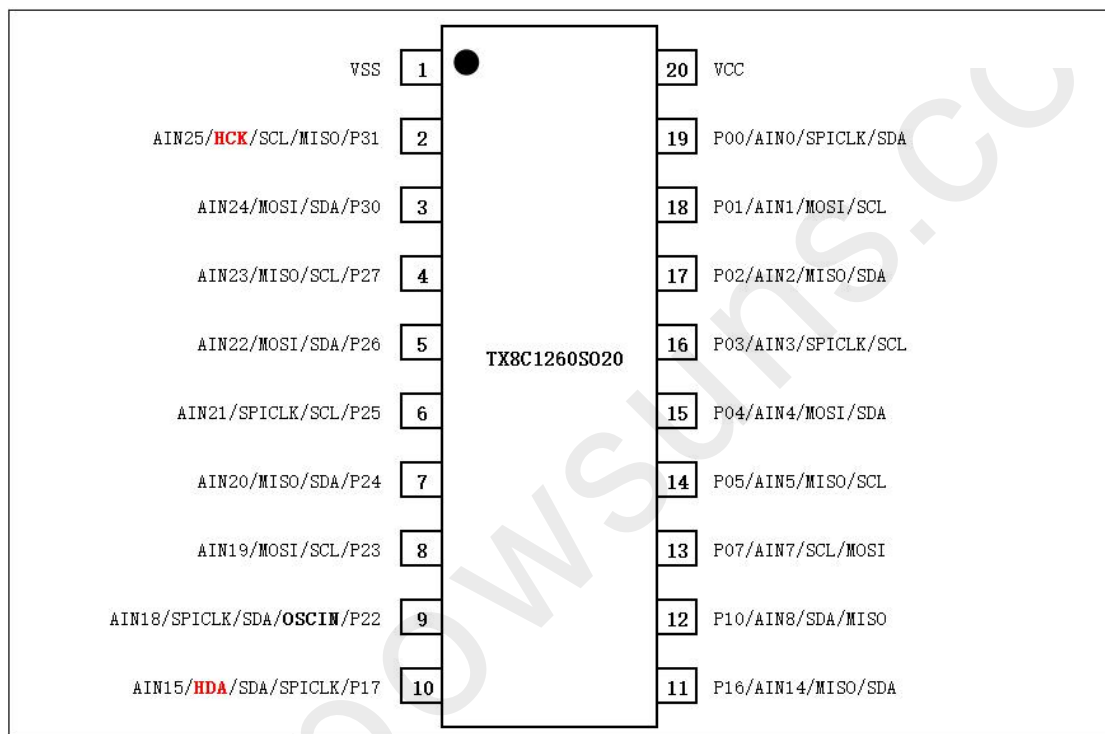 VSS 1 20 VCC
AIN25/HCK/SCL/MISO/P31 2 19 P00/AIN0/SPICLK/SDA
AIN24/MOSI/SDA/P30 3 18 P01/AIN1/MOSI/SCL
AIN23/MISO/SCL/P27 4 17 P02/AIN2/MISO/SDA
AIN22/MOSI/SDA/P26 5 16 P03/AIN3/SPICLK/SCL
TX8C1260SO20
AIN21/SPICLK/SCL/P25 6 15 P04/AIN4/MOSI/SDA
AIN20/MISO/SDA/P24 7 14 P05/AIN5/MISO/SCL
AIN19/MOSI/SCL/P23 8 13 P07/AIN7/SCL/MOSI
AIN18/SPICLK/SDA/OSCIN/P22 9 12 P10/AIN8/SDA/MISO
AIN15/HDA/SDA/SPICLK/P17 10 11 P16/AIN14/MISO/SDA